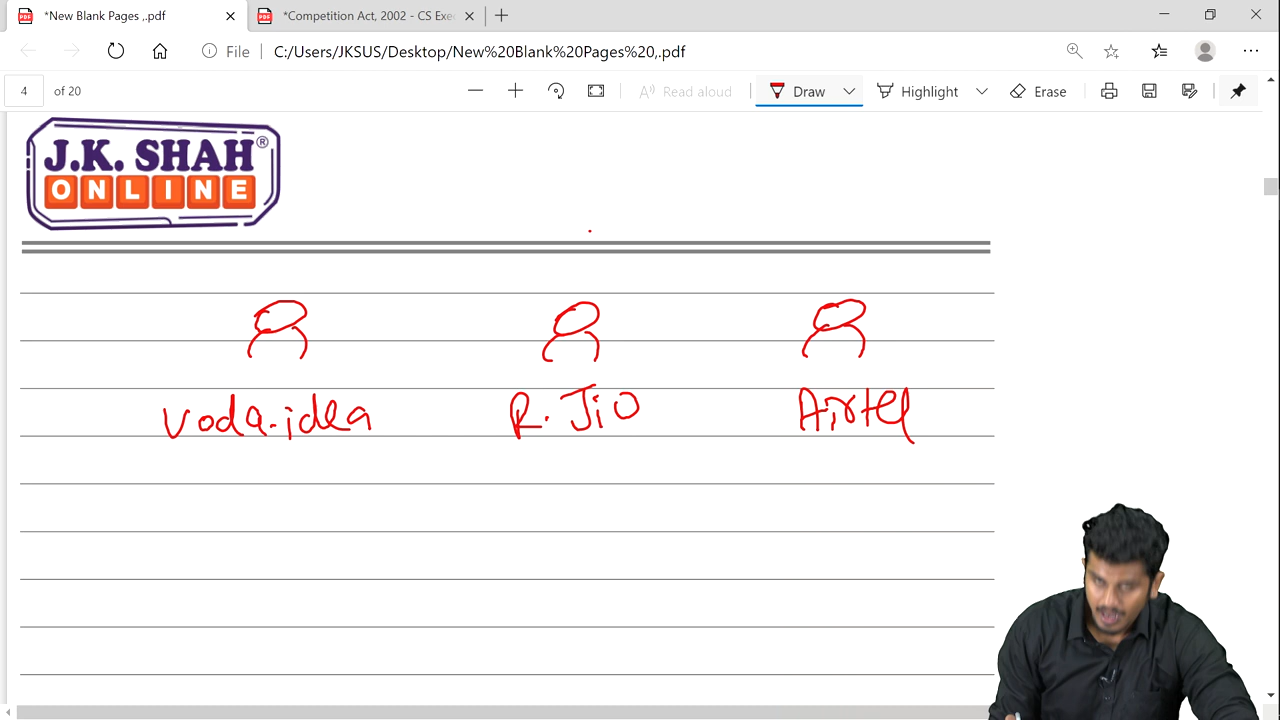 *New Blank Pages ,.pdf
*Competition Act, 2002 - CS Exec
File
C:/Users/JKSUS/Desktop/New%20Blank%20Pages%20,.pdf
4 of 20
Read aloud
Draw
Highlight
Erase
J.K. SHAH®
ONLINE
Voda.idea R. Jio Airtel